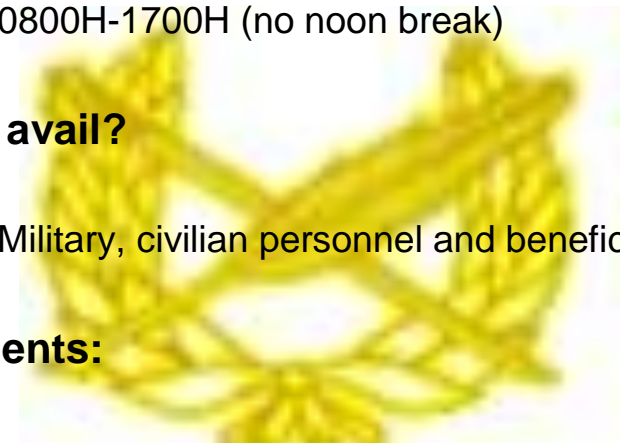 0800H-1700H (no noon break)
avail?
Military, civilian personnel and benefic
ents: